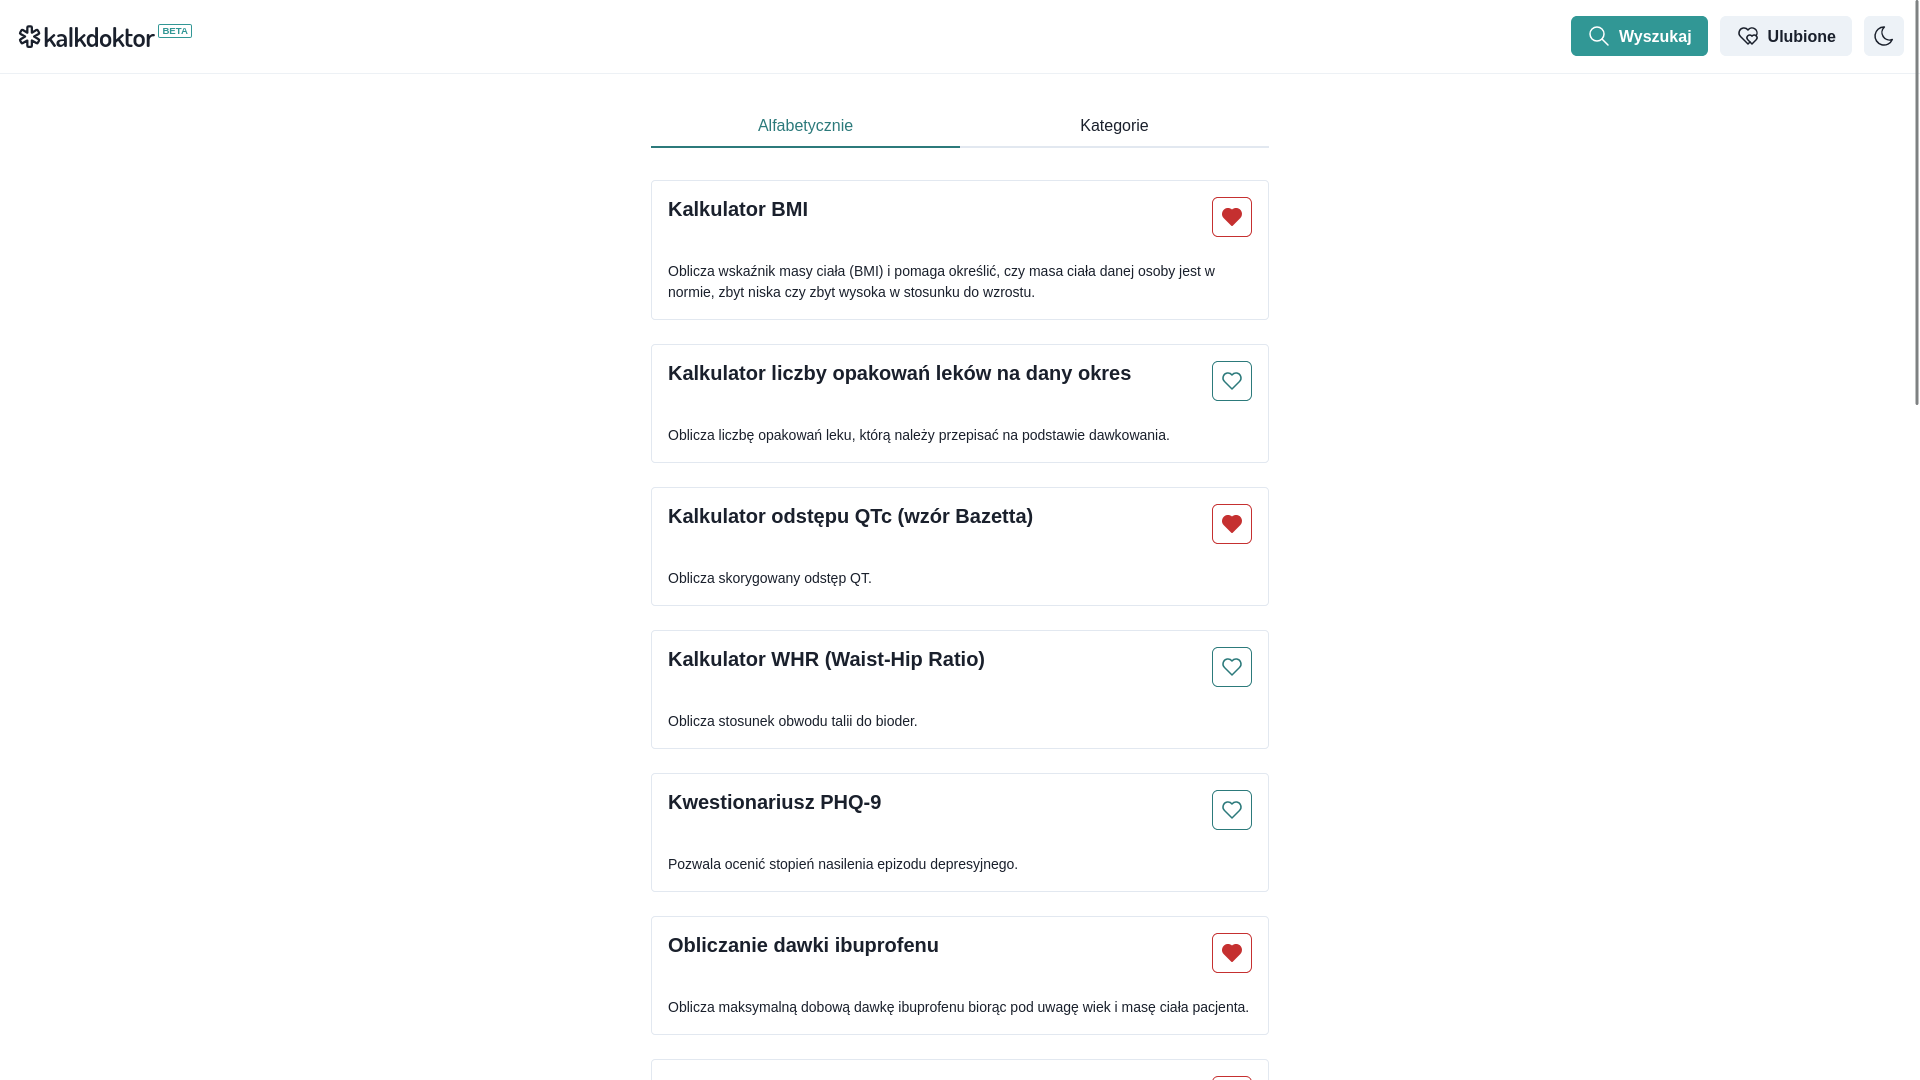 kalkdoktor BETA
Wyszukaj
Ulubione
Alfabetycznie
Kategorie
Kalkulator BMI
Oblicza wskaźnik masy ciała (BMI) i pomaga określić, czy masa ciała danej osoby jest w
normie, zbyt niska czy zbyt wysoka w stosunku do wzrostu.
Kalkulator liczby opakowań leków na dany okres
Oblicza liczbę opakowań leku, którą należy przepisać na podstawie dawkowania.
Kalkulator odstępu QTc (wzór Bazetta)
Oblicza skorygowany odstęp QT.
Kalkulator WHR (Waist-Hip Ratio)
Oblicza stosunek obwodu talii do bioder.
Kwestionariusz PHQ-9
Pozwala ocenić stopień nasilenia epizodu depresyjnego.
Obliczanie dawki ibuprofenu
Oblicza maksymalną dobową dawkę ibuprofenu biorąc pod uwagę wiek i masę ciała pacjenta.